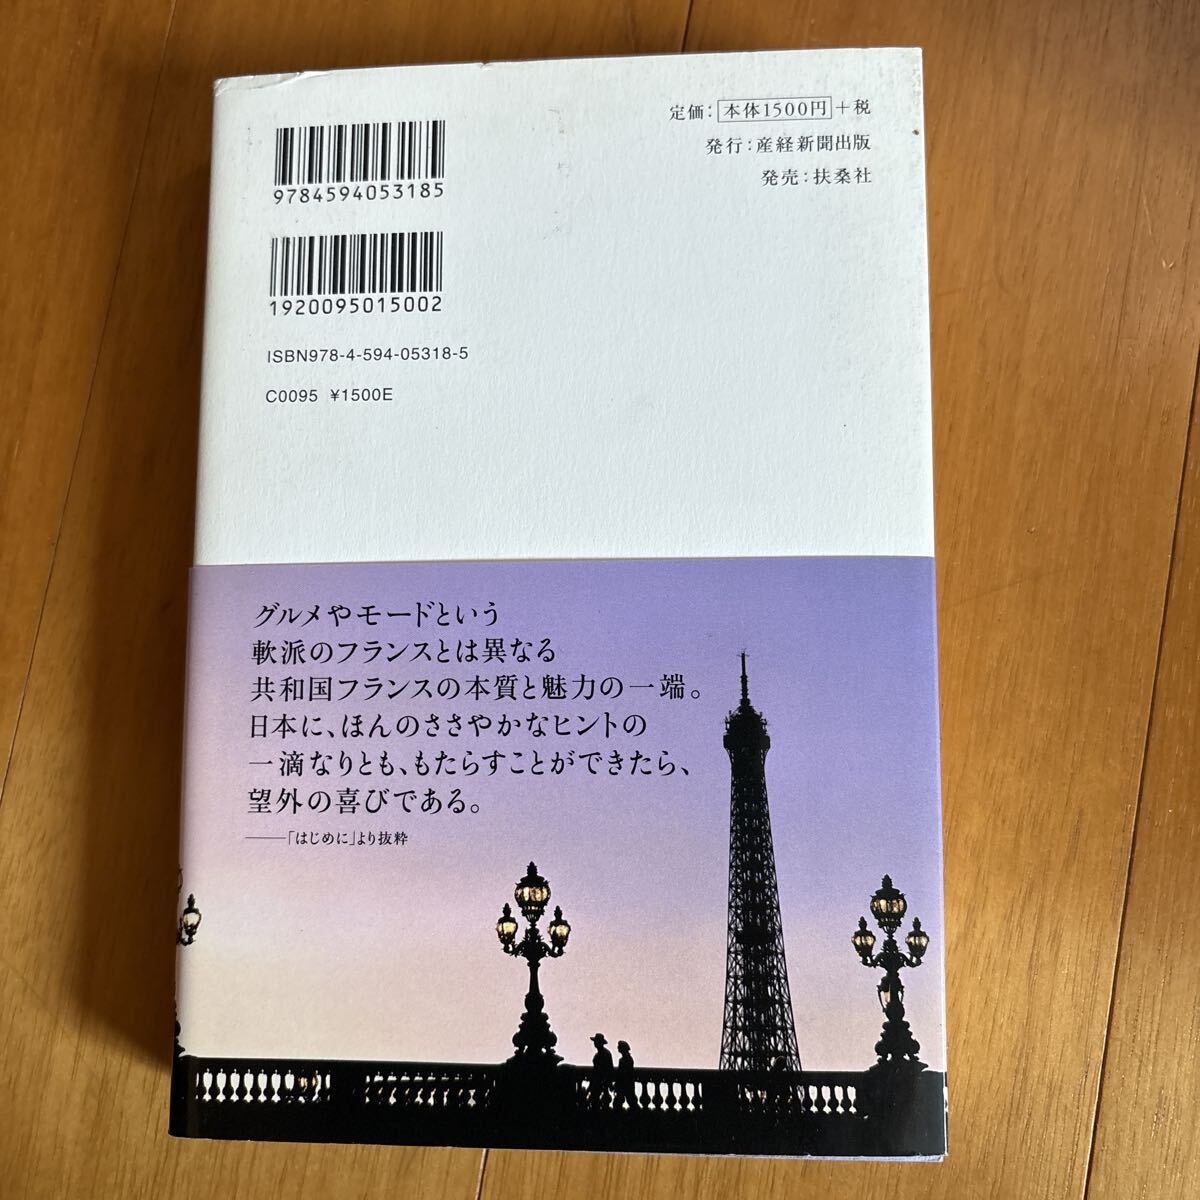 定価：本体1500円＋税
発行：産経新聞出版
発売：扶桑社
9784594053185
1920095015002
ISBN978-4-594-05318-5
C0095 ¥1500E
グルメやモードという
軟派のフランスとは異なる
共和国フランスの本質と魅力の一端。
日本に、ほんのささやかなヒントの
一滴なりとも、もたらすことができたら、
望外の喜びである。
――「はじめに」より抜粋